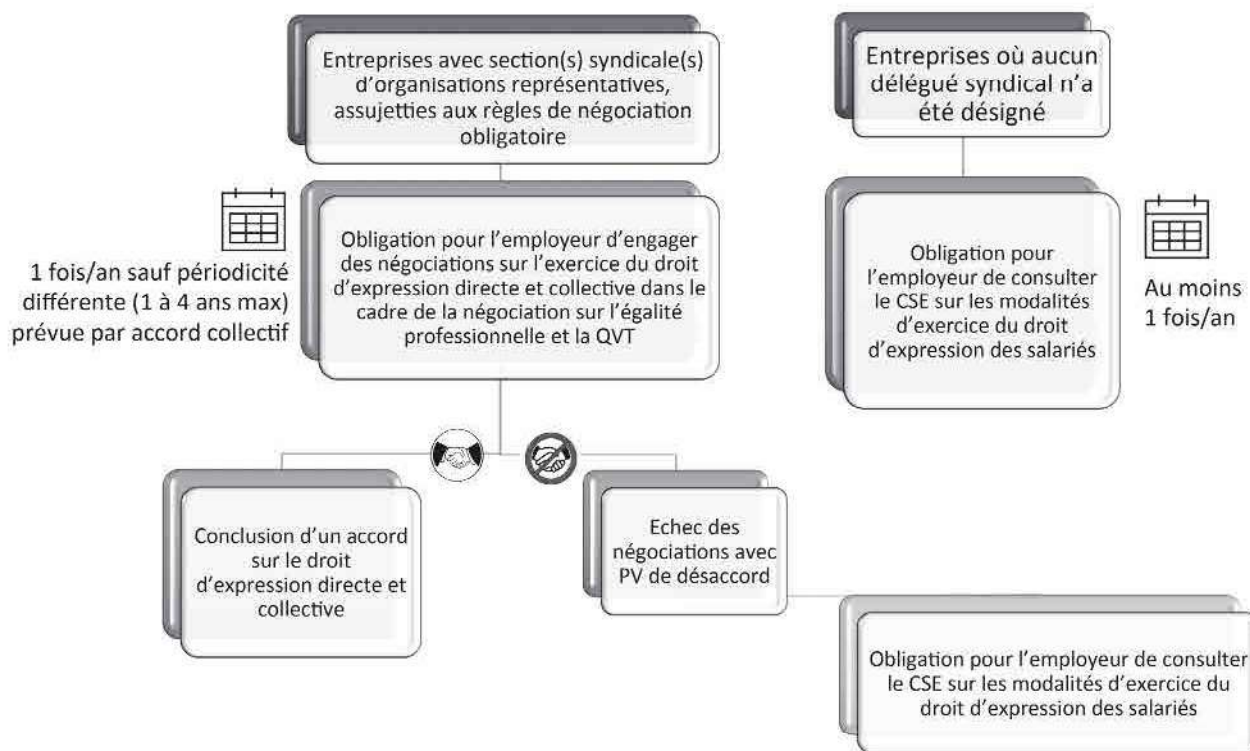 Entreprises avec section(s) syndicale(s)
d'organisations représentatives,
assujetties aux règles de négociation
obligatoire
Entreprises où aucun
délégué syndical n'a
été désigné
1 fois/an sauf périodicité
différente (1 à 4 ans max)
prévue par accord collectif
Obligation pour l'employeur d'engager
des négociations sur l'exercice du droit
d'expression directe et collective dans le
cadre de la négociation sur l'égalité
professionnelle et la QVT
Obligation pour
l'employeur de consulter
le CSE sur les modalités
d'exercice du droit
d'expression des salariés
Au moins
1 fois/an
Conclusion d'un accord
sur le droit
d'expression directe et
collective
Echec des
négociations avec
PV de désaccord
Obligation pour l'employeur de consulter
le CSE sur les modalités d'exercice du
droit d'expression des salariés